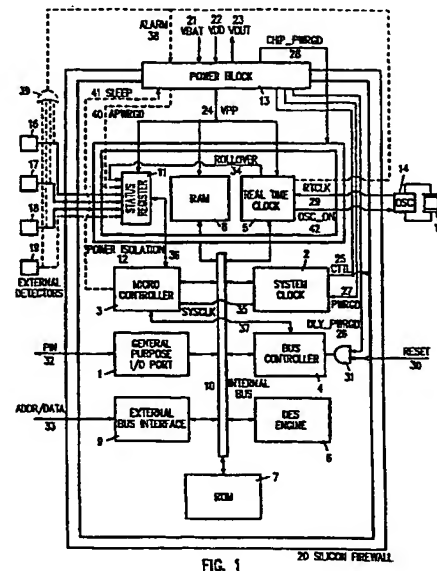 ALARM
38
21
VBAT
22
VDD
23
VOUT
CHIP_PWRGD
28
41 SLEEP
40 APWRGD
POWER BLOCK
13
39
24 VPP
16
17
18
19
EXTERNAL
DETECTORS
11
STATUS
REGISTER
ROLLOVER
34
RAM
8
REAL TIME
CLOCK
5
RTCLK
29
OSC_ON
42
14
OSC
POWER ISOLATION
12
36
MICRO
CONTROLLER
3
2
SYSTEM
CLOCK
25
CTTL
27
PWRGD
SYSCLK
35
37
DLY_PWRGD
26
PIN
32
GENERAL
PURPOSE
I/O PORT
1
BUS
CONTROLLER
4
31
RESET
30
10
INTERNAL
BUS
ADDR/DATA
33
EXTERNAL
BUS INTERFACE
9
DES
ENGINE
6
ROM
7
20 SILICON FIREWALL
FIG. 1